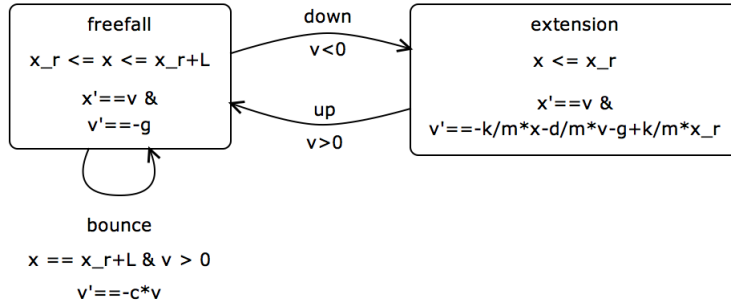 freefall
x_r <= x <= x_r+L
x'==v &
v'==-g
down
v<0
up
v>0
extension
x <= x_r
x'==v &
v'==-k/m*x-d/m*v-g+k/m*x_r
bounce
x == x_r+L & v > 0
v'==-c*v